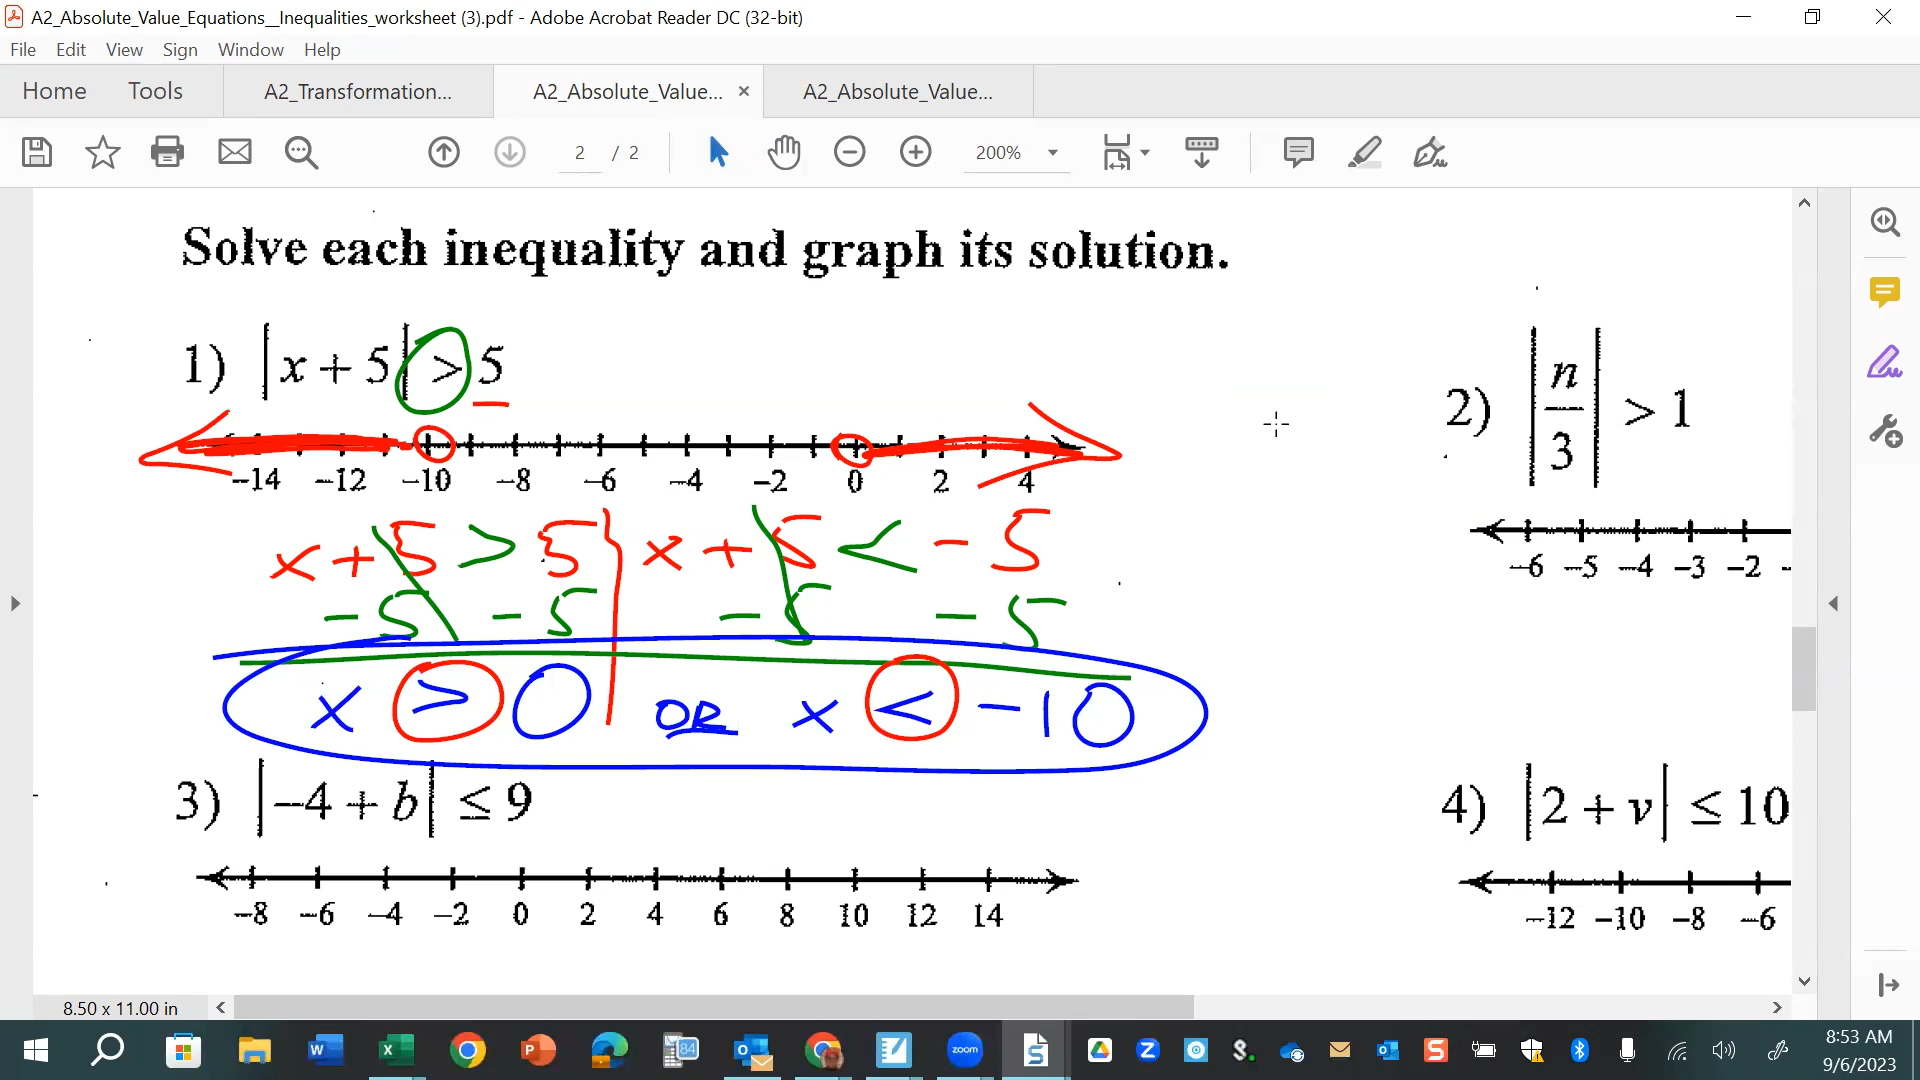 A2_Absolute_Value_Equations__Inequalities_worksheet (3).pdf - Adobe Acrobat Reader DC (32-bit)
File Edit View Sign Window Help
Home Tools A2_Transformation... A2_Absolute_Value... × A2_Absolute_Value...
2 / 2 200%
Solve each inequality and graph its solution.
1) |x + 5| > 5
-14 -12 -10 -8 -6 -4 -2 0 2 4
x + 5 > 5 x + 5 < - 5
- 5 - 5 - 5 - 5
x > 0 OR x < -10
2) |n/3| > 1
-6 -5 -4 -3 -2 -
3) |-4 + b| ≤ 9
-8 -6 -4 -2 0 2 4 6 8 10 12 14
4) |2 + v| ≤ 10
-12 -10 -8 -6
8.50 x 11.00 in
84
zoom
8:53 AM
9/6/2023